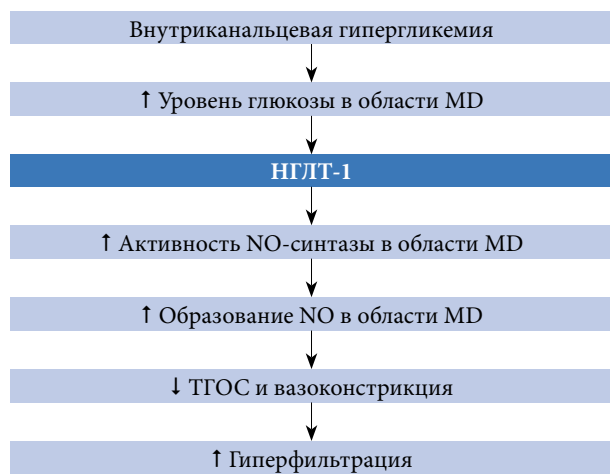 Внутриканальцевая гипергликемия
↑ Уровень глюкозы в области MD
НГЛТ-1
↑ Активность NO-синтазы в области MD
↑ Образование NO в области MD
↓ ТГОС и вазоконстрикция
↑ Гиперфильтрация